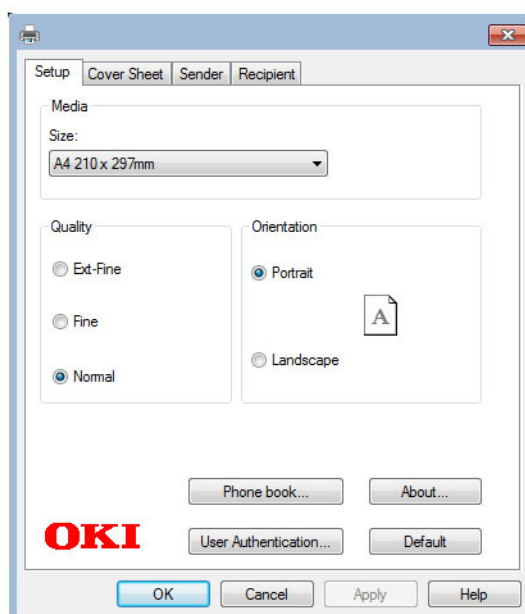 Setup Cover Sheet Sender Recipient
Media
Size:
A4 210 x 297mm
Quality
Orientation
Ext-Fine
Portrait
A
Fine
Landscape
Normal
Phone book...
About...
OKI
User Authentication...
Default
OK Cancel Apply Help